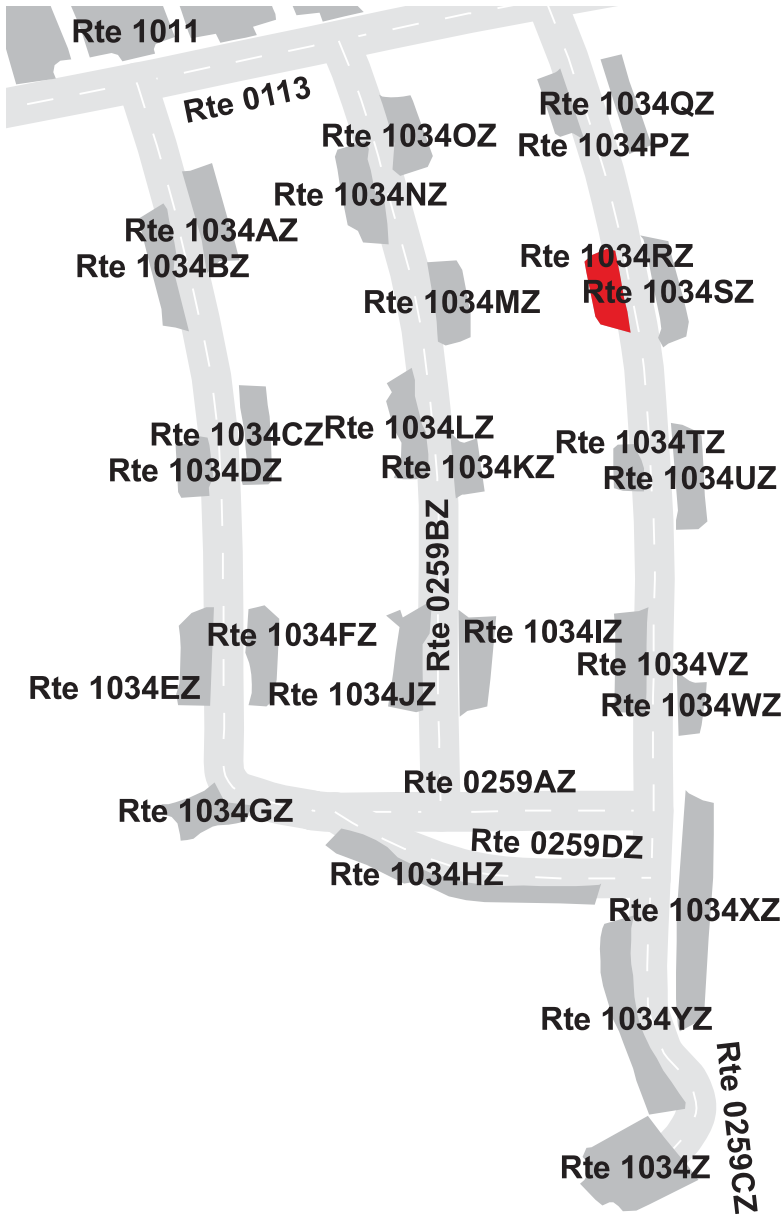 Rte 1011
Rte 0113
Rte 1034QZ
Rte 1034OZ
Rte 1034PZ
Rte 1034NZ
Rte 1034AZ
Rte 1034RZ
Rte 1034BZ
Rte 1034SZ
Rte 1034MZ
Rte 1034LZ
Rte 1034CZ
Rte 1034TZ
Rte 1034KZ
Rte 1034DZ
Rte 1034UZ
Rte 0259BZ
Rte 1034IZ
Rte 1034FZ
Rte 1034VZ
Rte 1034EZ
Rte 1034JZ
Rte 1034WZ
Rte 0259AZ
Rte 1034GZ
Rte 0259DZ
Rte 1034HZ
Rte 1034XZ
Rte 1034YZ
Rte 0259CZ
Rte 1034Z